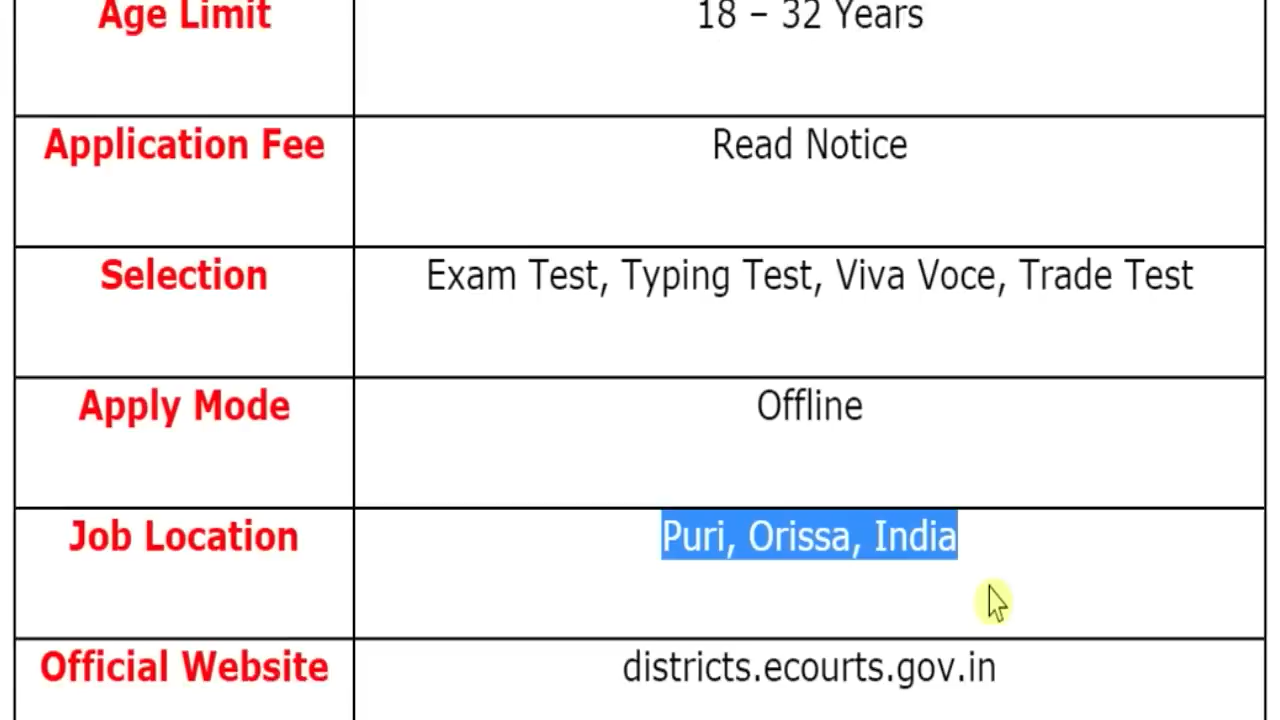 Age Limit 18 – 32 Years
Application Fee Read Notice
Selection Exam Test, Typing Test, Viva Voce, Trade Test
Apply Mode Offline
Job Location Puri, Orissa, India
Official Website districts.ecourts.gov.in